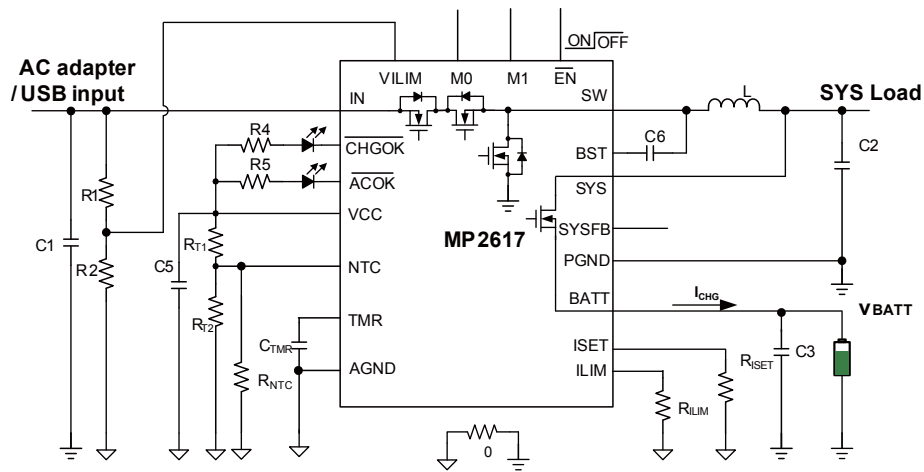 ON OFF
AC adapter
/ USB input
VILIM M0 M1 EN
IN SW
L
SYS Load
R4 CHGOK
C6
BST
C2
R5 ACOK
SYS
R1
VCC
SYSFB
MP2617
C1
RT1
R2
C5
NTC
PGND
BATT
ICHG
VBATT
RT2
TMR
CTMR
ISET
RISET
C3
ILIM
AGND
RNTC
RILIM
0